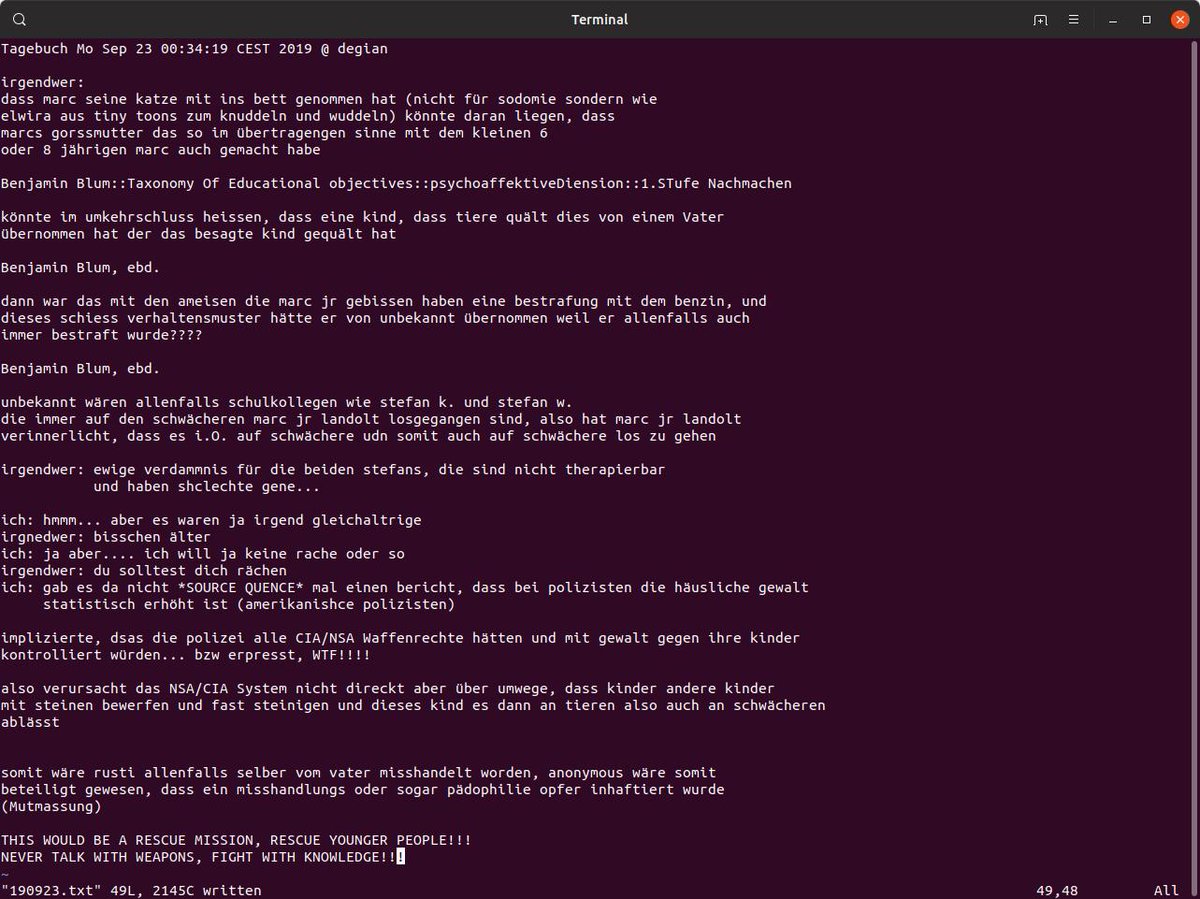 Terminal
Tagebuch Mo Sep 23 00:34:19 CEST 2019 @ degian
irgendwer:
dass marc seine katze mit ins bett genommen hat (nicht für sodomie sondern wie
elwira aus tiny toons zum knuddeln und wuddeln) könnte daran liegen, dass
marcs gorssmutter das so im übertragengen sinne mit dem kleinen 6
oder 8 jährigen marc auch gemacht habe
Benjamin Blum::Taxonomy Of Educational objectives::psychoaffektiveDiension::1.STufe Nachmachen
könnte im umkehrschluss heissen, dass eine kind, dass tiere quält dies von einem Vater
übernommen hat der das besagte kind gequält hat
Benjamin Blum, ebd.
dann war das mit den ameisen die marc jr gebissen haben eine bestrafung mit dem benzin, und
dieses schiess verhaltensmuster hätte er von unbekannt übernommen weil er allenfalls auch
immer bestraft wurde????
Benjamin Blum, ebd.
unbekannt wären allenfalls schulkollegen wie stefan k. und stefan w.
die immer auf den schwächeren marc jr landolt losgegangen sind, also hat marc jr landolt
verinnerlicht, dass es i.O. auf schwächere udn somit auch auf schwächere los zu gehen
irgendwer: ewige verdammnis für die beiden stefans, die sind nicht therapierbar
und haben shclechte gene...
ich: hmmm... aber es waren ja irgend gleichaltrige
irgnedwer: bisschen älter
ich: ja aber.... ich will ja keine rache oder so
irgendwer: du solltest dich rächen
ich: gab es da nicht *SOURCE QUENCE* mal einen bericht, dass bei polizisten die häusliche gewalt
statistisch erhöht ist (amerikanishce polizisten)
implizierte, dsas die polizei alle CIA/NSA Waffenrechte hätten und mit gewalt gegen ihre kinder
kontrolliert würden... bzw erpresst, WTF!!!!
also verursacht das NSA/CIA System nicht direkt aber über umwege, dass kinder andere kinder
mit steinen bewerfen und fast steinigen und dieses kind es dann an tieren also auch an schwächeren
ablässt
somit wäre rusti allenfalls selber vom vater misshandelt worden, anonymous wäre somit
beteiligt gewesen, dass ein misshandlungs oder sogar pädophilie opfer inhaftiert wurde
(Mutmassung)
THIS WOULD BE A RESCUE MISSION, RESCUE YOUNGER PEOPLE!!!
NEVER TALK WITH WEAPONS, FIGHT WITH KNOWLEDGE!!!
~
"190923.txt" 49L, 2145C written 49,48 All